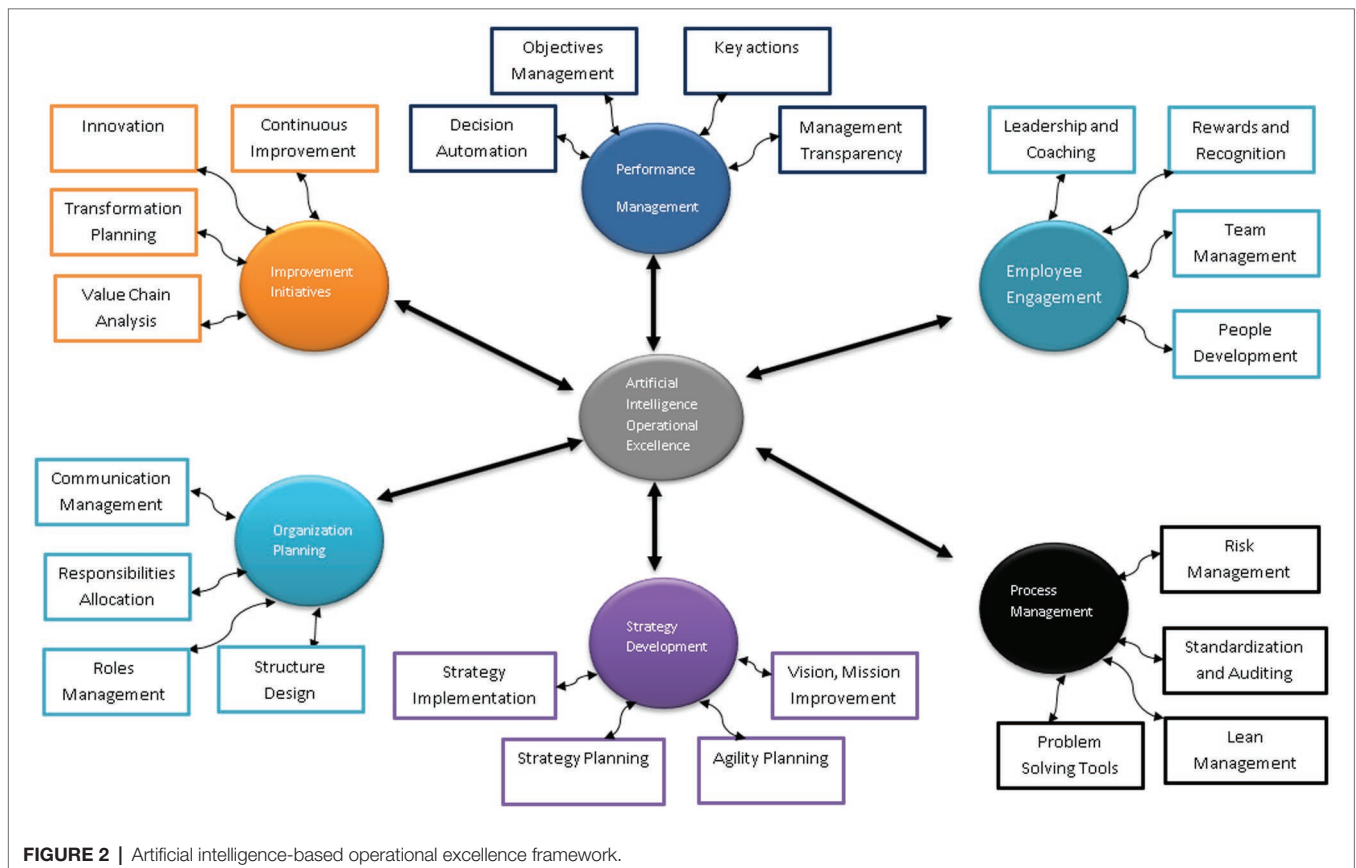 Objectives
Management
Key actions
Innovation
Continuous
Improvement
Decision
Automation
Management
Transparency
Leadership and
Coaching
Rewards and
Recognition
Performance
Management
Transformation
Planning
Value Chain
Analysis
Improvement
Initiatives
Employee
Engagement
Team
Management
People
Development
Artificial
Intelligence
Operational
Excellence
Communication
Management
Responsibilities
Allocation
Roles
Management
Structure
Design
Organization
Planning
Strategy
Development
Strategy
Implementation
Strategy Planning
Vision, Mission
Improvement
Agility Planning
Process
Management
Risk
Management
Standardization
and Auditing
Problem
Solving Tools
Lean
Management
FIGURE 2 | Artificial intelligence-based operational excellence framework.